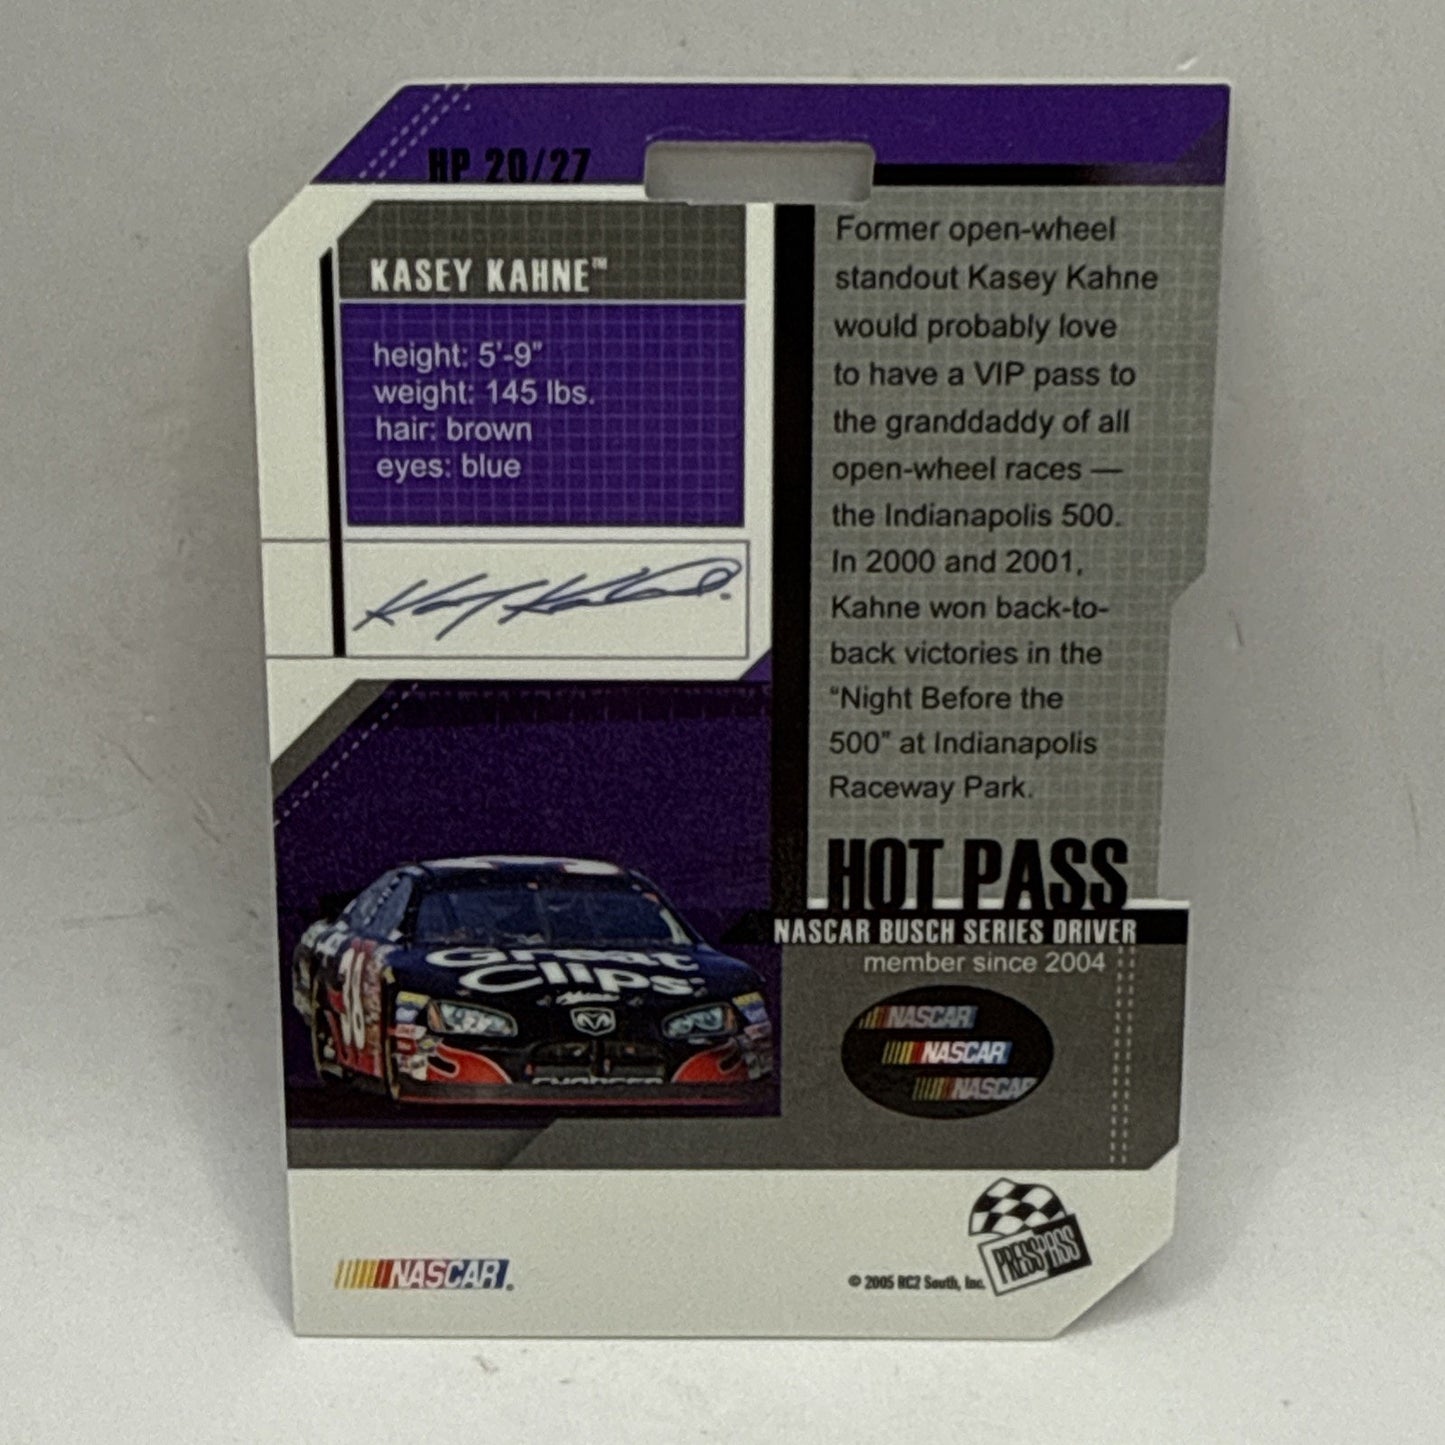 HP 20/27
KASEY KAHNE™
height: 5'-9"
weight: 145 lbs.
hair: brown
eyes: blue
Kasey Kahne
Former open-wheel
standout Kasey Kahne
would probably love
to have a VIP pass to
the granddaddy of all
open-wheel races —
the Indianapolis 500.
In 2000 and 2001,
Kahne won back-to-
back victories in the
“Night Before the
500” at Indianapolis
Raceway Park.
HOT PASS
NASCAR BUSCH SERIES DRIVER
member since 2004
NASCAR
NASCAR
NASCAR
Great
Clips
38
CHARGER
NASCAR®
© 2005 RC2 South, Inc.
PRESS PASS